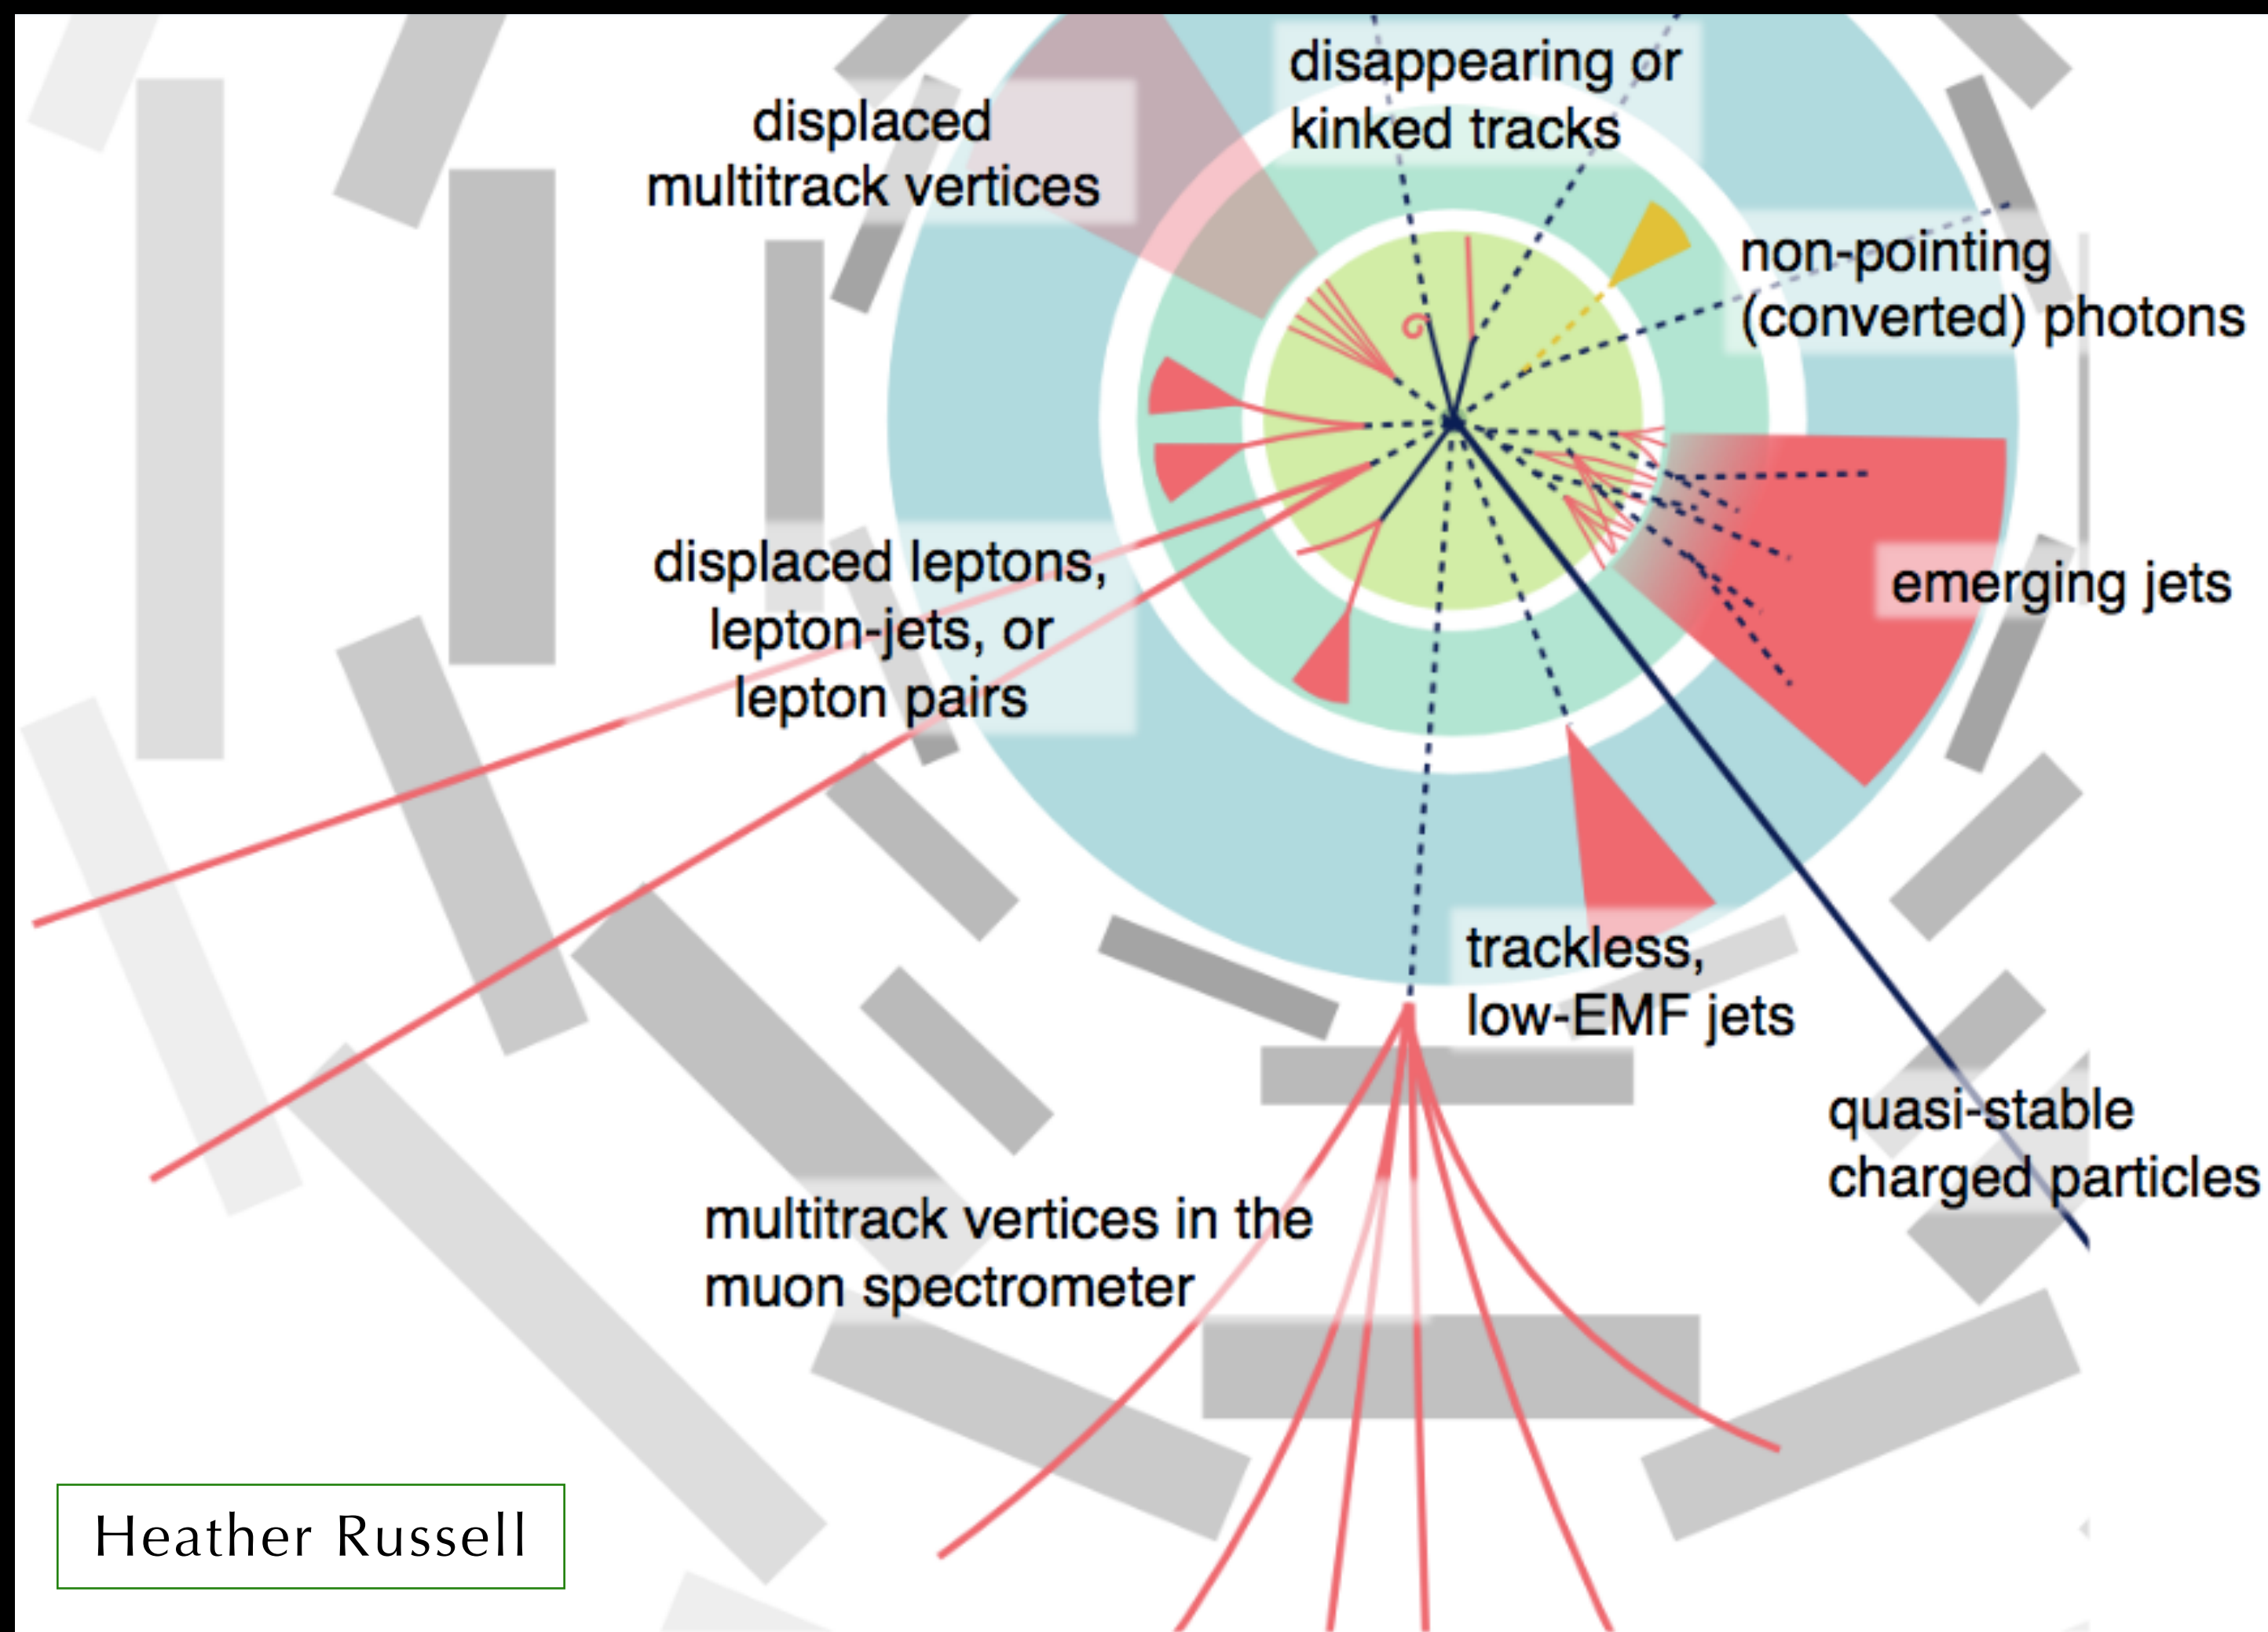 disappearing or
kinked tracks
displaced
multitrack vertices
non-pointing
(converted) photons
displaced leptons,
lepton-jets, or
lepton pairs
emerging jets
trackless,
low-EMF jets
quasi-stable
charged particles
multitrack vertices in the
muon spectrometer
Heather Russell